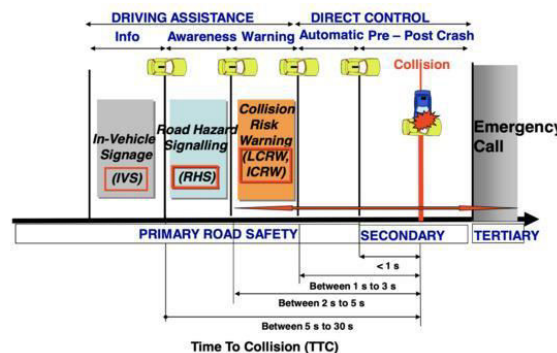 DRIVING ASSISTANCE
DIRECT CONTROL
Info
Awareness
Warning
Automatic
Pre – Post Crash
Collision
In-Vehicle
Signage
(IVS)
Road Hazard
Signalling
(RHS)
Collision
Risk
Warning
(LCRW,
ICRW)
Emergency
Call
PRIMARY ROAD SAFETY
SECONDARY
TERTIARY
< 1 s
Between 1 s to 3 s
Between 2 s to 5 s
Between 5 s to 30 s
Time To Collision (TTC)